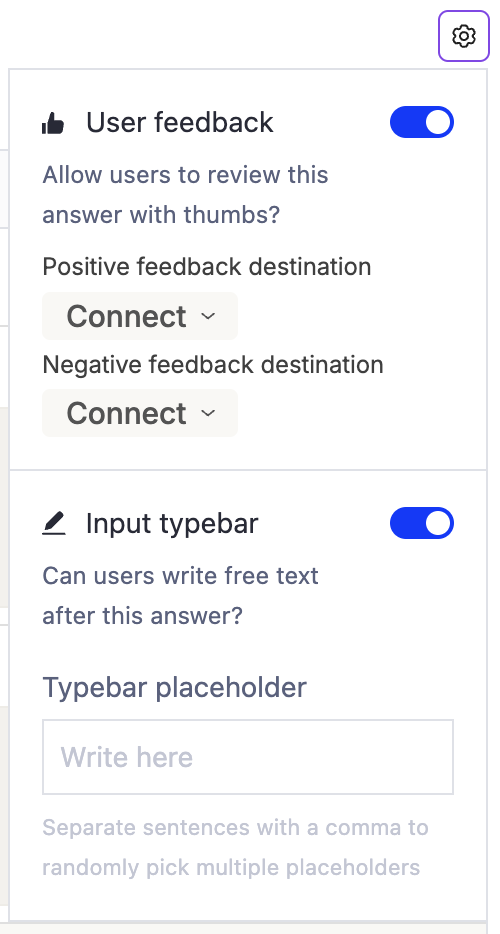 User feedback
Allow users to review this
answer with thumbs?
Positive feedback destination
Connect
Negative feedback destination
Connect
Input typebar
Can users write free text
after this answer?
Typebar placeholder
Write here
Separate sentences with a comma to
randomly pick multiple placeholders